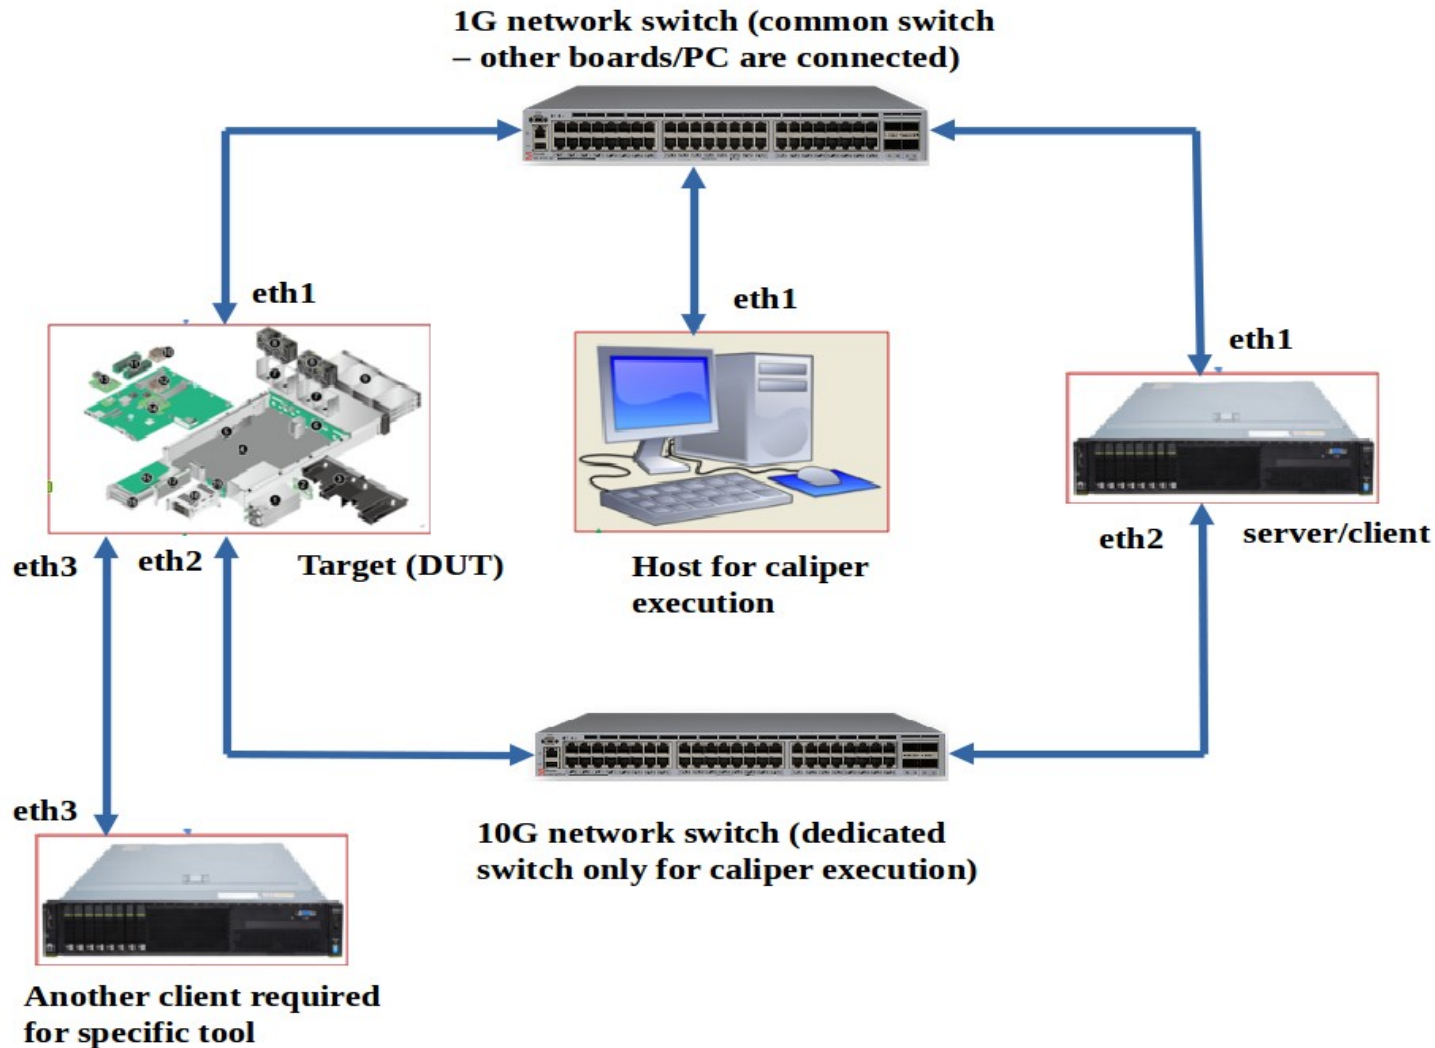 1G network switch (common switch
– other boards/PC are connected)
eth1
eth1
eth1
eth3
eth2
Target (DUT)
Host for caliper
execution
eth2
server/client
eth3
10G network switch (dedicated
switch only for caliper execution)
Another client required
for specific tool